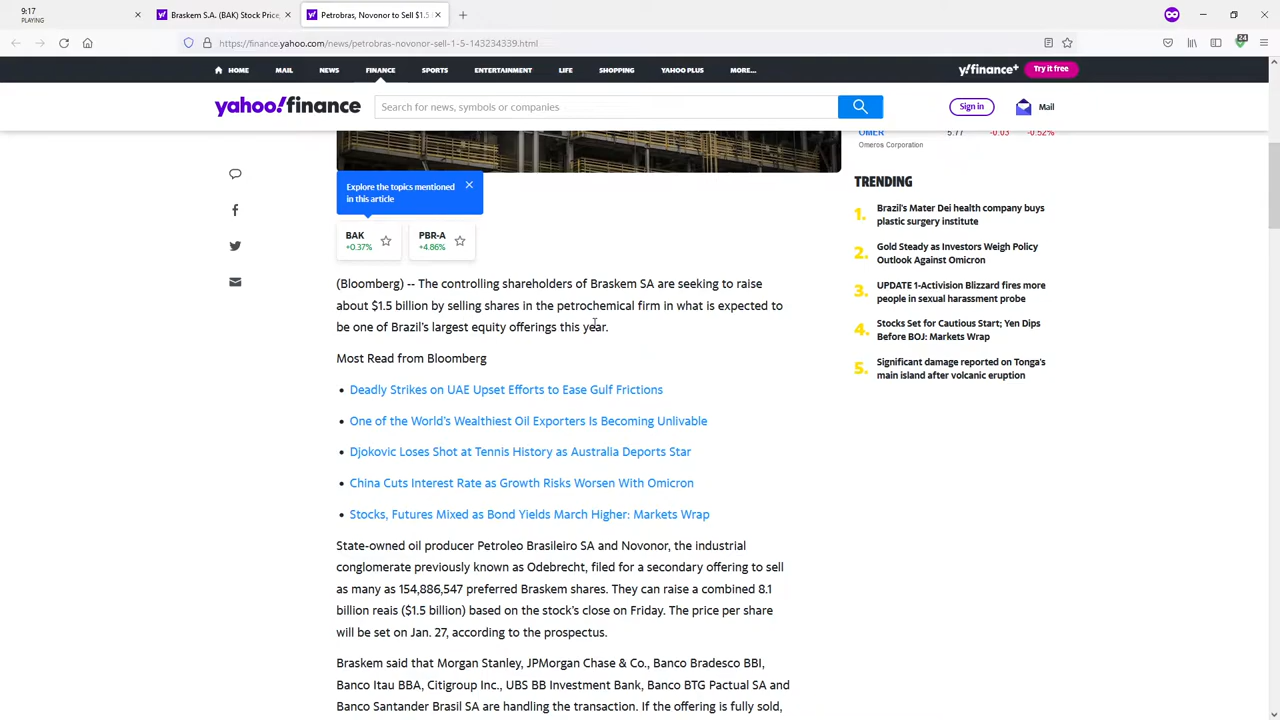 9:17
PLAYING
Braskem S.A. (BAK) Stock Price,
Petrobras, Novonor to Sell $1.5
24
https://finance.yahoo.com/news/petrobras-novonor-sell-1-5-143234339.html
HOME MAIL NEWS FINANCE SPORTS ENTERTAINMENT LIFE SHOPPING YAHOO PLUS MORE...
y!finance+ Try it free
yahoo!finance
Search for news, symbols or companies
Sign in
Mail
OMER 5.77 -0.03 -0.52%
Omeros Corporation
Explore the topics mentioned
in this article
BAK
+0.37%
PBR-A
+4.86%
(Bloomberg) -- The controlling shareholders of Braskem SA are seeking to raise
about $1.5 billion by selling shares in the petrochemical firm in what is expected to
be one of Brazil's largest equity offerings this year.
Most Read from Bloomberg
• Deadly Strikes on UAE Upset Efforts to Ease Gulf Frictions
• One of the World's Wealthiest Oil Exporters Is Becoming Unlivable
• Djokovic Loses Shot at Tennis History as Australia Deports Star
• China Cuts Interest Rate as Growth Risks Worsen With Omicron
• Stocks, Futures Mixed as Bond Yields March Higher: Markets Wrap
State-owned oil producer Petroleo Brasileiro SA and Novonor, the industrial
conglomerate previously known as Odebrecht, filed for a secondary offering to sell
as many as 154,886,547 preferred Braskem shares. They can raise a combined 8.1
billion reais ($1.5 billion) based on the stock's close on Friday. The price per share
will be set on Jan. 27, according to the prospectus.
Braskem said that Morgan Stanley, JPMorgan Chase & Co., Banco Bradesco BBI,
Banco Itau BBA, Citigroup Inc., UBS BB Investment Bank, Banco BTG Pactual SA and
Banco Santander Brasil SA are handling the transaction. If the offering is fully sold,
TRENDING
1. Brazil's Mater Dei health company buys
plastic surgery institute
2. Gold Steady as Investors Weigh Policy
Outlook Against Omicron
3. UPDATE 1-Activision Blizzard fires more
people in sexual harassment probe
4. Stocks Set for Cautious Start; Yen Dips
Before BOJ: Markets Wrap
5. Significant damage reported on Tonga's
main island after volcanic eruption